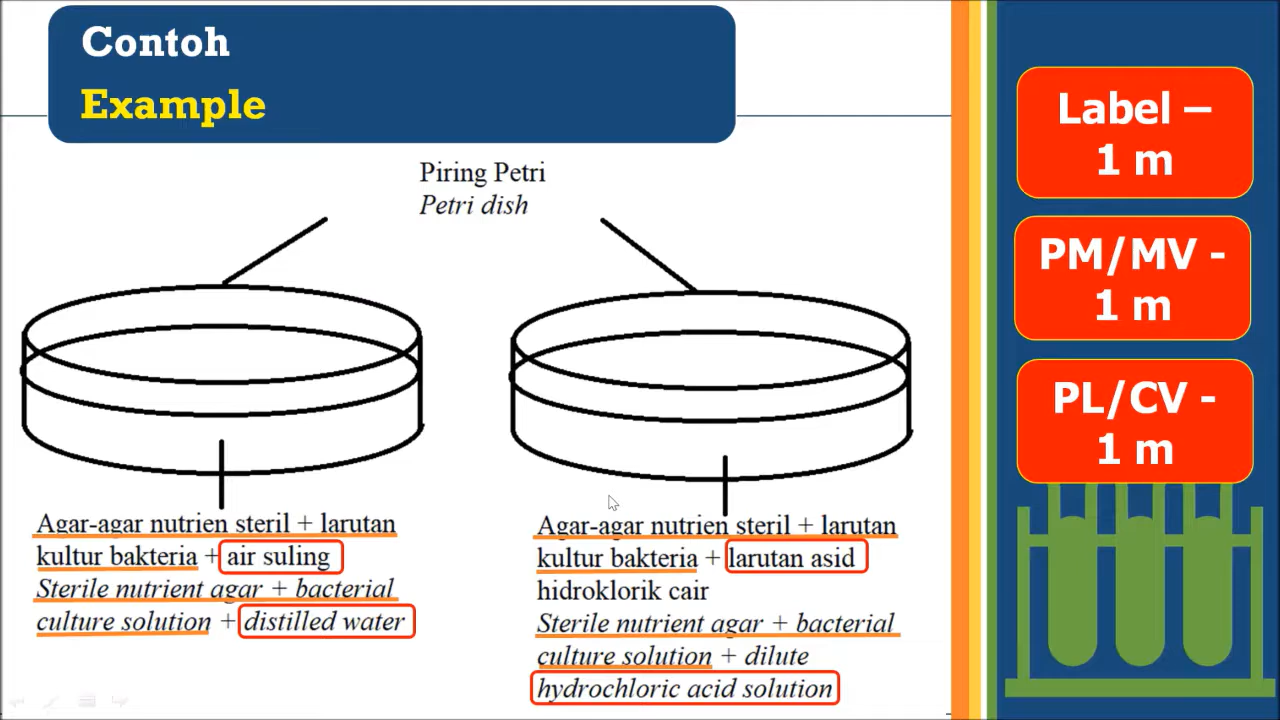 Contoh
Example
Piring Petri
Petri dish
Agar-agar nutrien steril + larutan
kultur bakteria + air suling
Sterile nutrient agar + bacterial
culture solution + distilled water
Agar-agar nutrien steril + larutan
kultur bakteria + larutan asid
hidroklorik cair
Sterile nutrient agar + bacterial
culture solution + dilute
hydrochloric acid solution
Label –
1 m
PM/MV -
1 m
PL/CV -
1 m